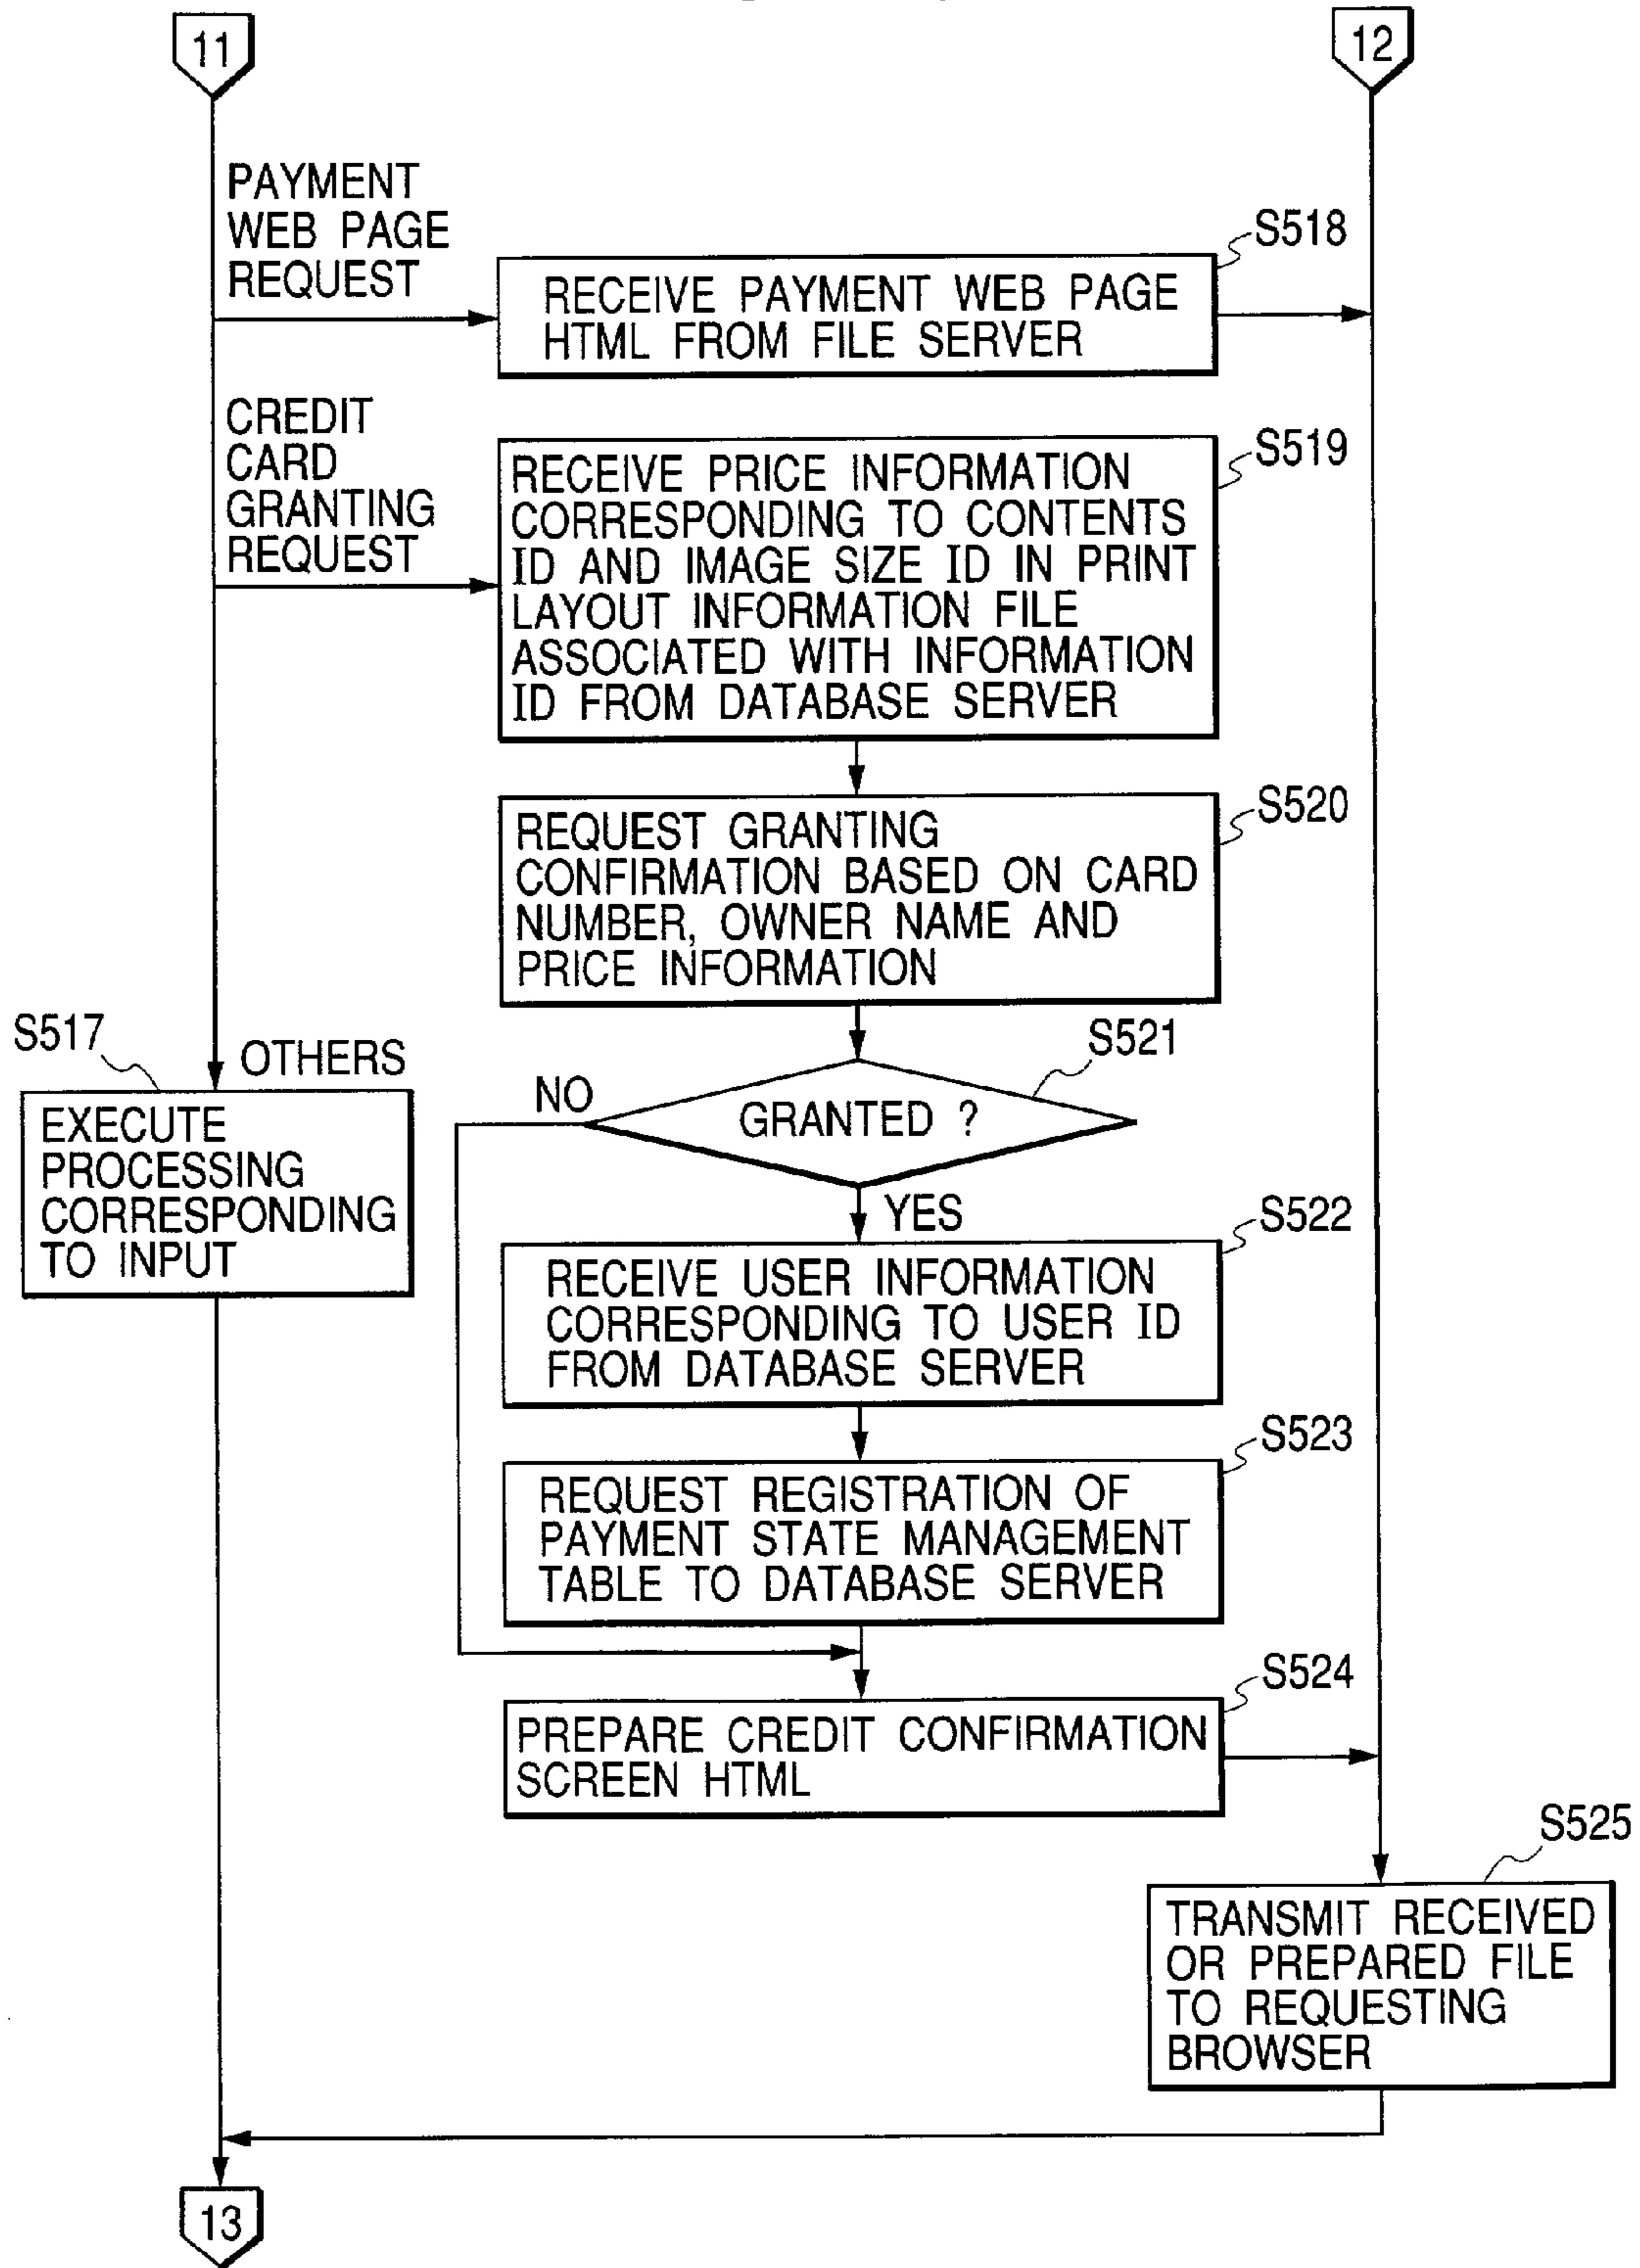 11
12
PAYMENT
WEB PAGE
REQUEST
S518
RECEIVE PAYMENT WEB PAGE
HTML FROM FILE SERVER
CREDIT
CARD
GRANTING
REQUEST
S519
RECEIVE PRICE INFORMATION
CORRESPONDING TO CONTENTS
ID AND IMAGE SIZE ID IN PRINT
LAYOUT INFORMATION FILE
ASSOCIATED WITH INFORMATION
ID FROM DATABASE SERVER
S520
REQUEST GRANTING
CONFIRMATION BASED ON CARD
NUMBER, OWNER NAME AND
PRICE INFORMATION
S517
OTHERS
EXECUTE
PROCESSING
CORRESPONDING
TO INPUT
S521
NO
GRANTED ?
YES
S522
RECEIVE USER INFORMATION
CORRESPONDING TO USER ID
FROM DATABASE SERVER
S523
REQUEST REGISTRATION OF
PAYMENT STATE MANAGEMENT
TABLE TO DATABASE SERVER
S524
PREPARE CREDIT CONFIRMATION
SCREEN HTML
S525
TRANSMIT RECEIVED
OR PREPARED FILE
TO REQUESTING
BROWSER
13